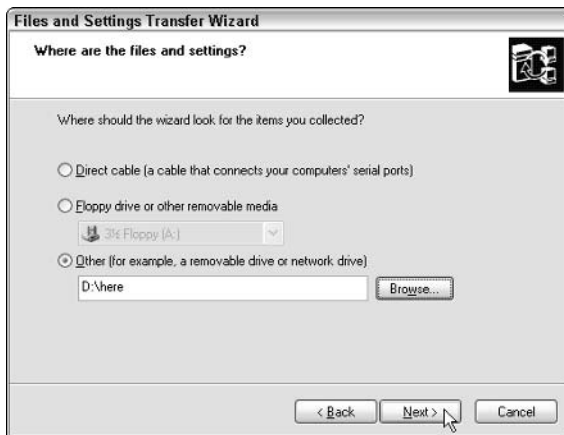 Files and Settings Transfer Wizard
Where are the files and settings?
Where should the wizard look for the items you collected?
Direct cable (a cable that connects your computers' serial ports)
Floppy drive or other removable media
3½ Floppy (A:)
Other (for example, a removable drive or network drive)
D:\here
Browse...
< Back
Next >
Cancel